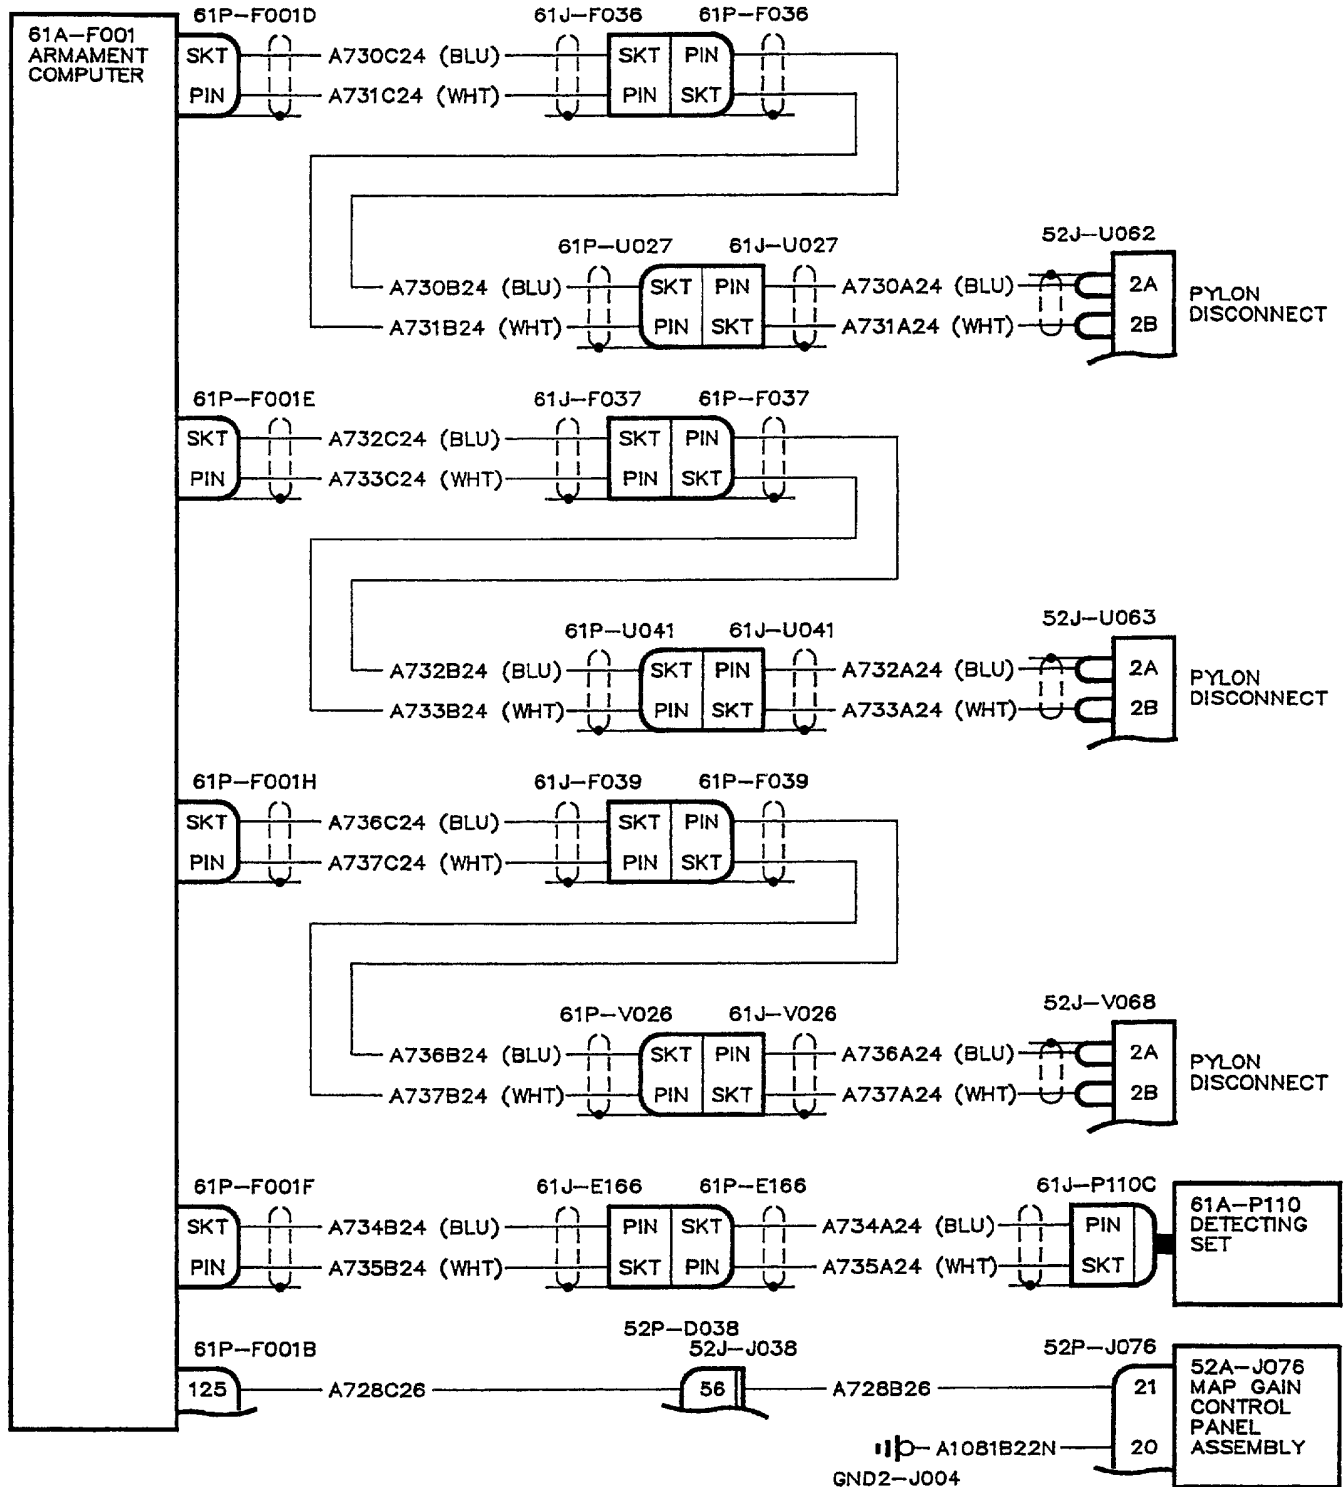 61P-F001D 61J-F036 61P-F036
61A-F001
ARMAMENT
COMPUTER
SKT A730C24 (BLU) SKT PIN
PIN A731C24 (WHT) PIN SKT
61P-U027 61J-U027 52J-U062
A730B24 (BLU) SKT PIN A730A24 (BLU) 2A
A731B24 (WHT) PIN SKT A731A24 (WHT) 2B
PYLON
DISCONNECT
61P-F001E 61J-F037 61P-F037
SKT A732C24 (BLU) SKT PIN
PIN A733C24 (WHT) PIN SKT
61P-U041 61J-U041 52J-U063
A732B24 (BLU) SKT PIN A732A24 (BLU) 2A
A733B24 (WHT) PIN SKT A733A24 (WHT) 2B
PYLON
DISCONNECT
61P-F001H 61J-F039 61P-F039
SKT A736C24 (BLU) SKT PIN
PIN A737C24 (WHT) PIN SKT
61P-V026 61J-V026 52J-V068
A736B24 (BLU) SKT PIN A736A24 (BLU) 2A
A737B24 (WHT) PIN SKT A737A24 (WHT) 2B
PYLON
DISCONNECT
61P-F001F 61J-E166 61P-E166 61J-P110C
SKT A734B24 (BLU) PIN SKT A734A24 (BLU) PIN
PIN A735B24 (WHT) SKT PIN A735A24 (WHT) SKT
61A-P110
DETECTING
SET
61P-F001B 52P-D038
52J-J038 52P-J076
125 A728C26 56 A728B26 21
A1081B22N 20
GND2-J004
52A-J076
MAP GAIN
CONTROL
PANEL
ASSEMBLY